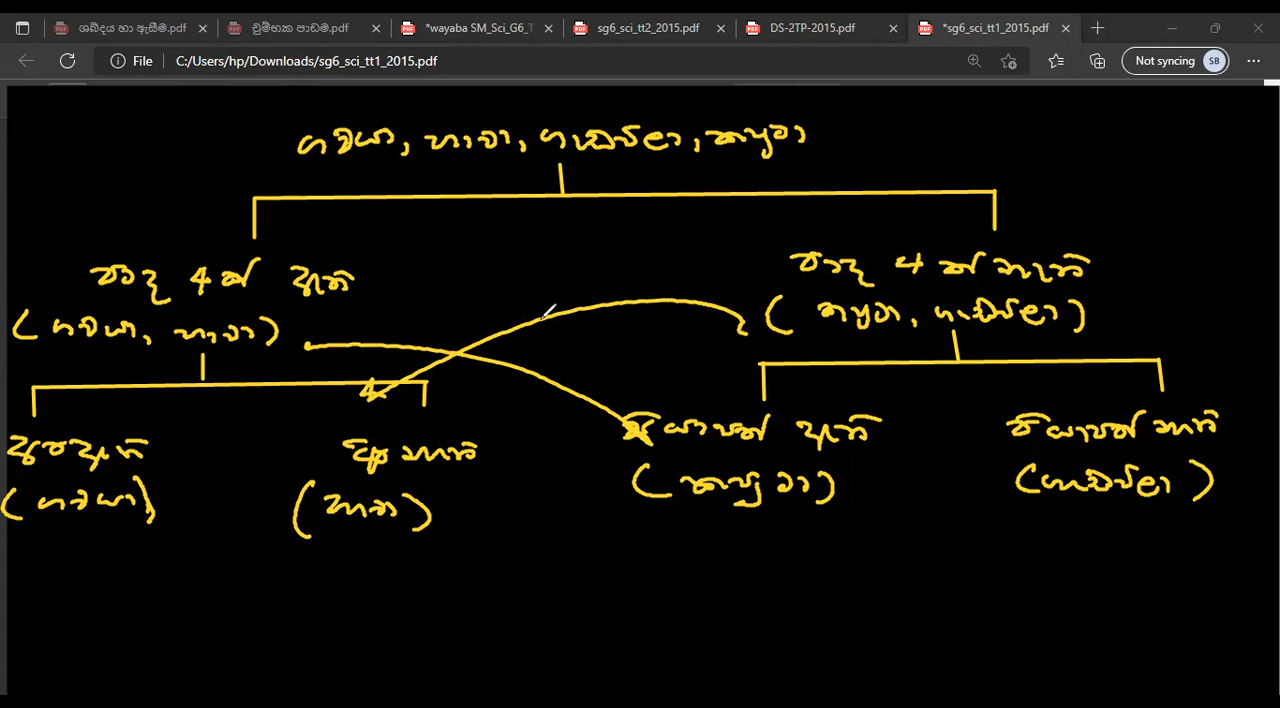 ශබ්දය හා ඇසීම.pdf
චුම්භක පාඩම.pdf
*wayaba SM_Sci_G6_T
sg6_sci_tt2_2015.pdf
DS-2TP-2015.pdf
*sg6_sci_tt1_2015.pdf
File C:/Users/hp/Downloads/sg6_sci_tt1_2015.pdf
Not syncing SB
ගවයා, හාවා, ගැඩවිලා, කපුටා
පාද 4ක් ඇති
පාද 4 ක් නැති
(ගවයා, හාවා)
(කපුටා, ගැඩවිලා)
අං ඇති
අං නැති
පියාපත් ඇති
පියාපත් නැති
(ගවයා)
(හාවා)
(කපුටා)
(ගැඩවිලා)